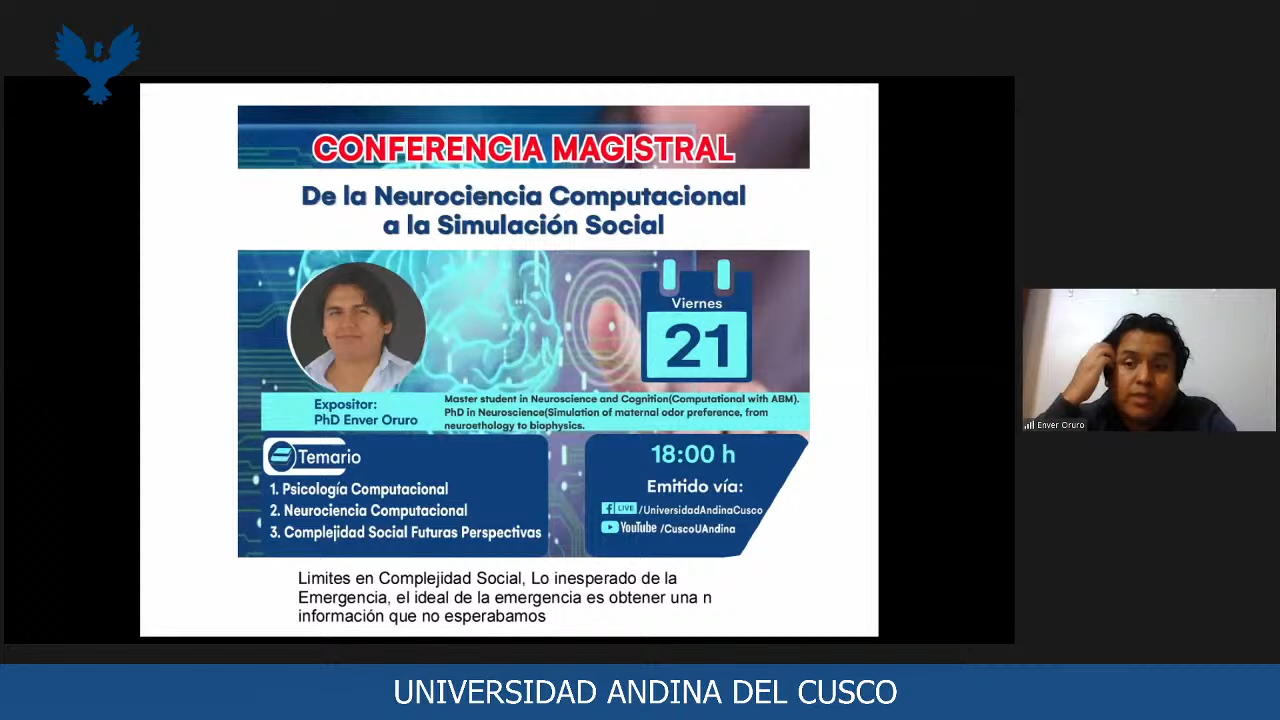 CONFERENCIA MAGISTRAL
De la Neurociencia Computacional
a la Simulación Social
Viernes
21
Expositor:
PhD Enver Oruro
Master student in Neuroscience and Cognition(Computational with ABM).
PhD in Neuroscience(Simulation of maternal odor preference, from
neuroethology to biophysics.
Temario
1. Psicología Computacional
2. Neurociencia Computacional
3. Complejidad Social Futuras Perspectivas
18:00 h
Emitido vía:
LIVE /UniversidadAndinaCusco
YouTube /CuscoUAndina
Limites en Complejidad Social, Lo inesperado de la
Emergencia, el ideal de la emergencia es obtener una n
información que no esperabamos
Enver Oruro
UNIVERSIDAD ANDINA DEL CUSCO